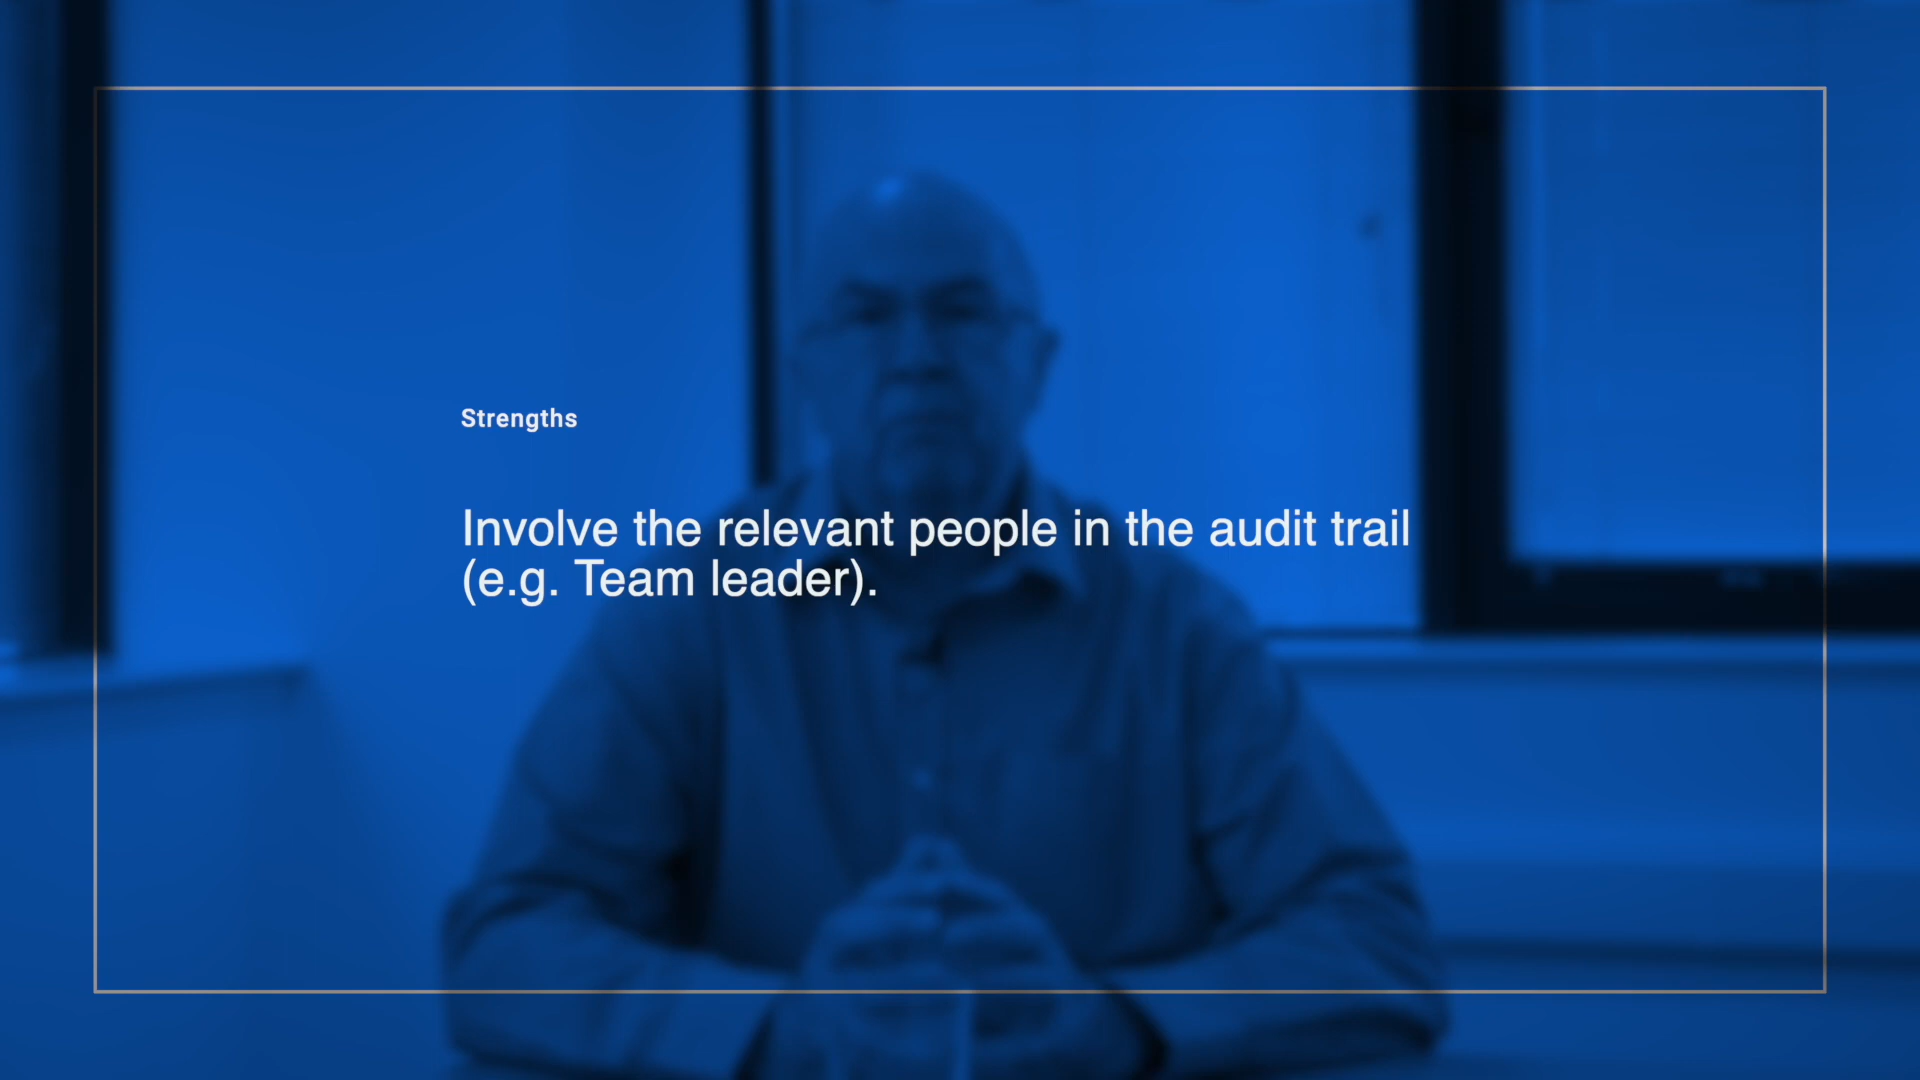 Strengths
Involve the relevant people in the audit trail
(e.g. Team leader).